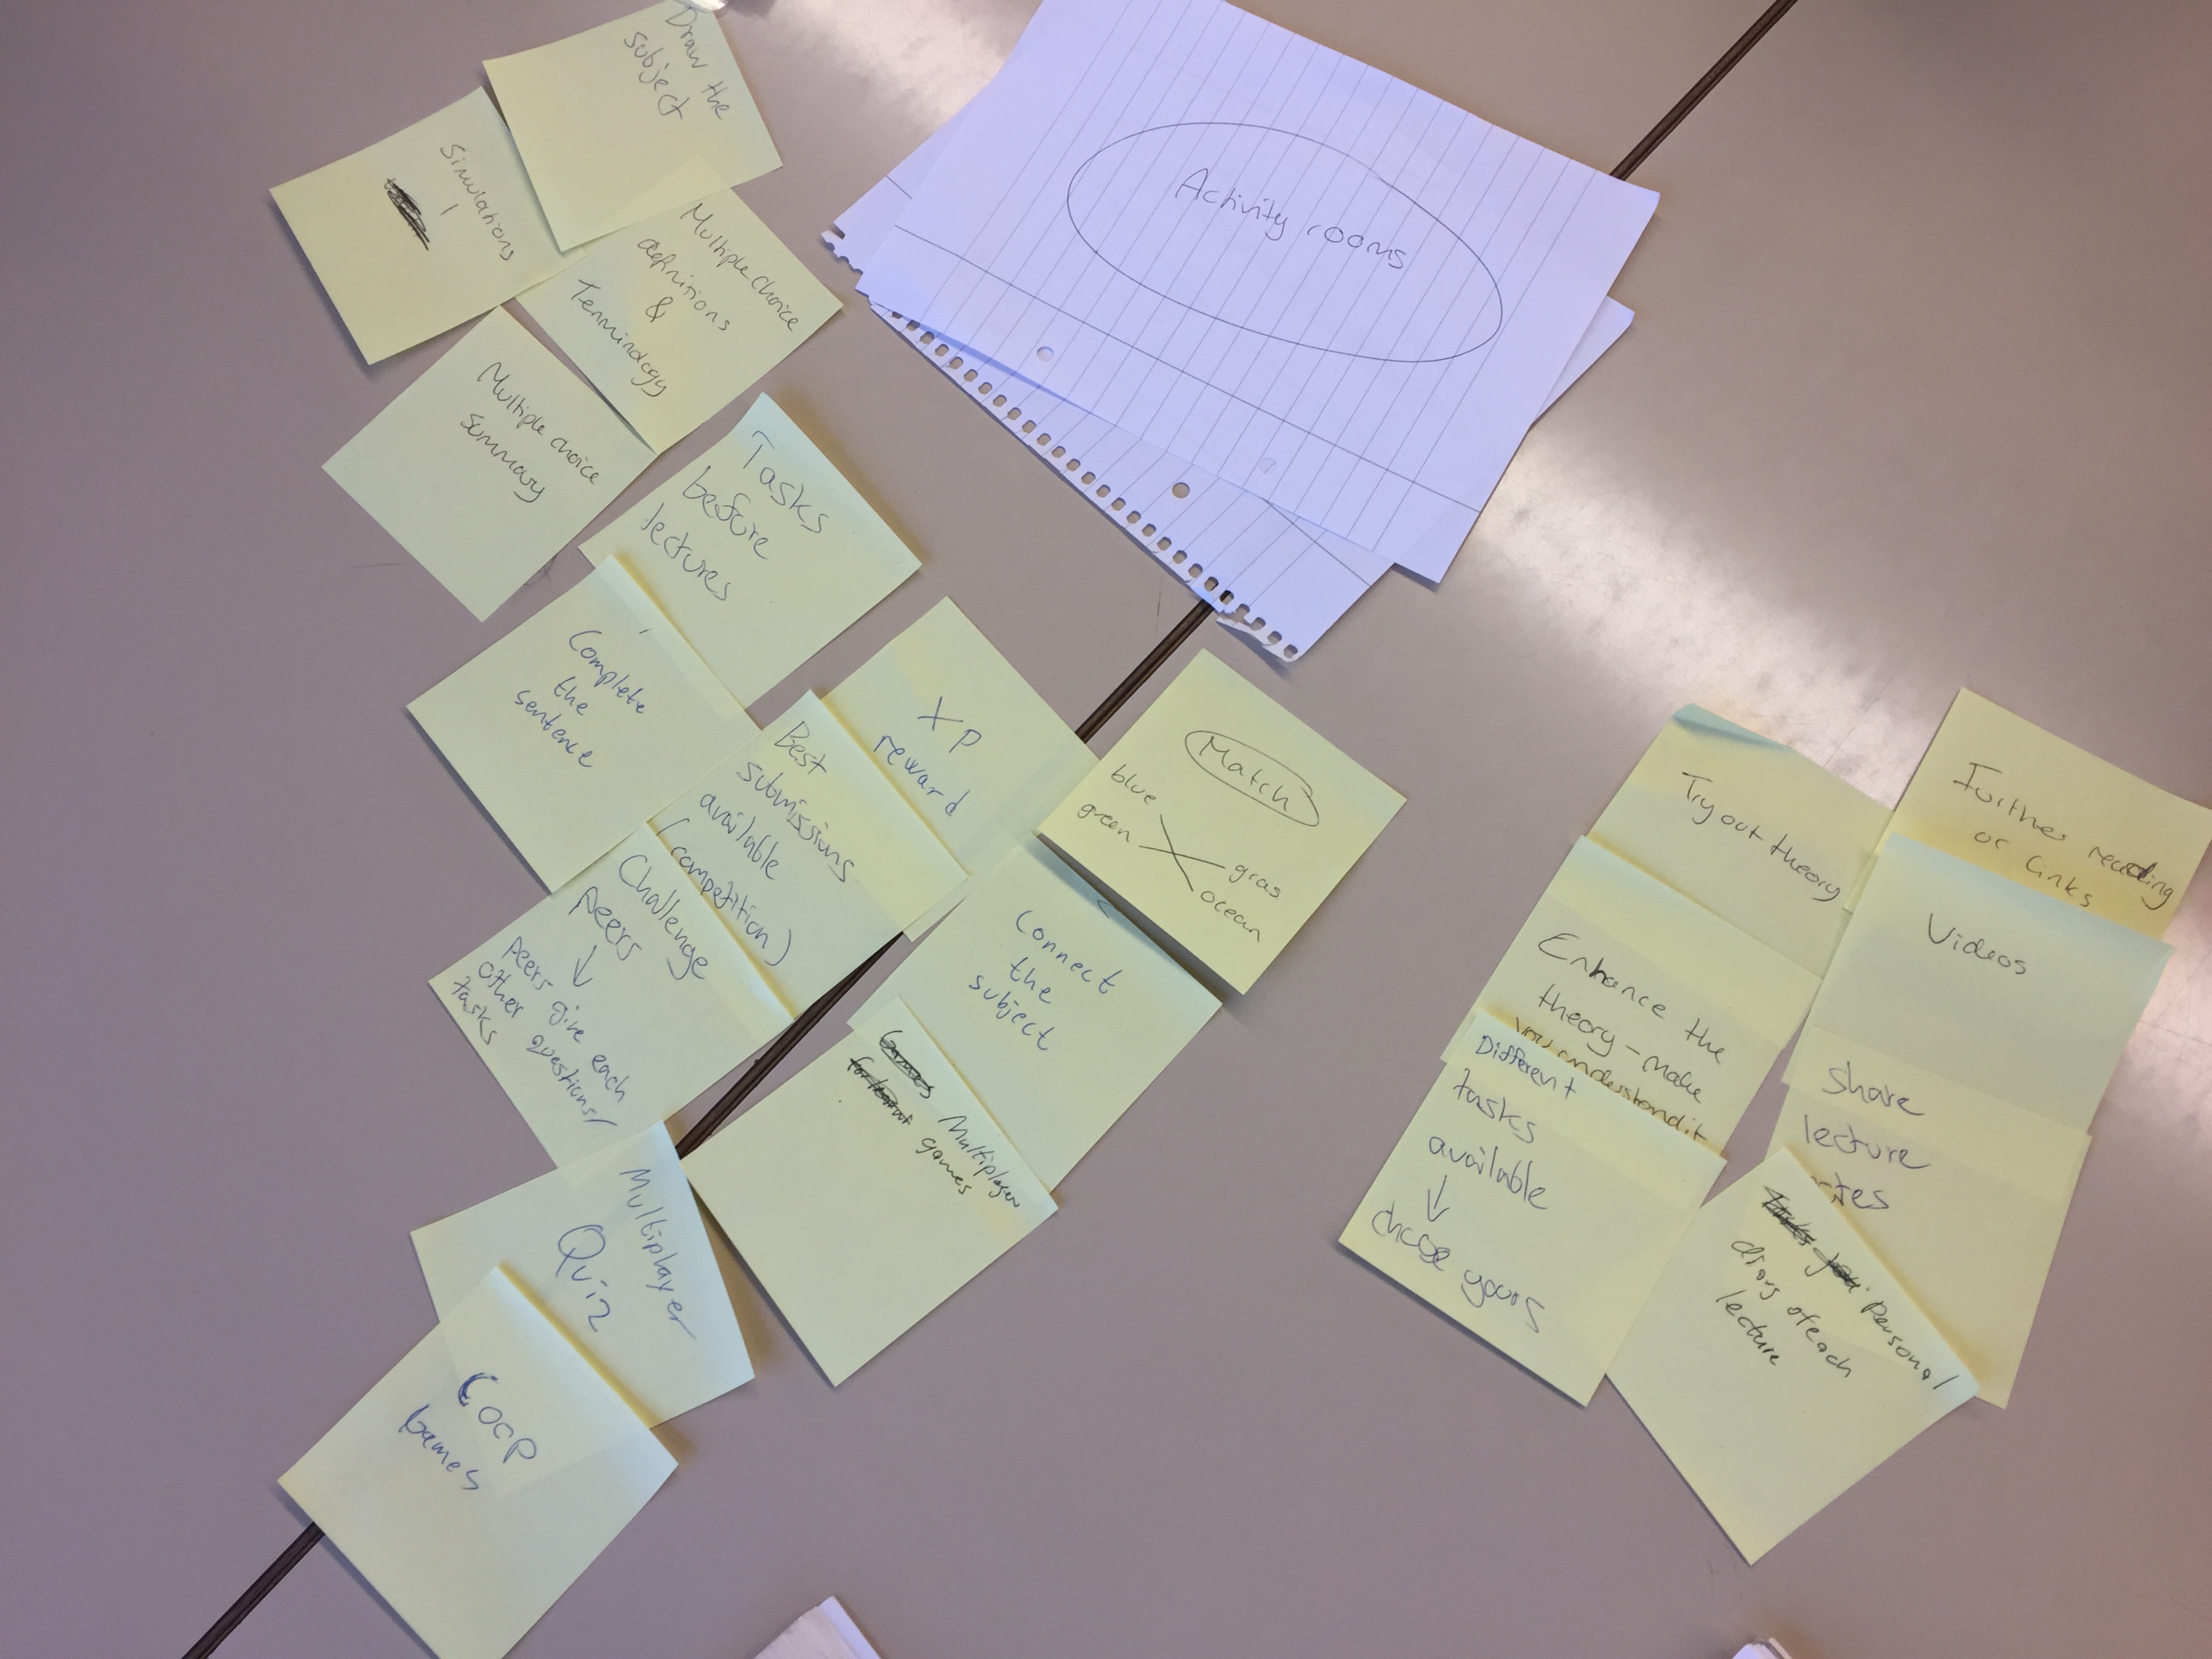 Activity rooms
Draw the
subject
Simulations
Multiple choice
definitions
&
Terminology
Multiple choice
summary
Tasks
before
lectures
Complete
the
sentence
XP
reward
Best
submissions
available
(competition)
Challenge
peers
↓
peers give each
other questions/
tasks
Match
blue
green
gras
ocean
Connect
the
subject
Multiplayer
games
Multiplayer
Quiz
Coop
games
Try out theory
Enhance the
theory - make
you understand it
Different
tasks
available
↓
choose yours
Further reading
or links
Videos
Share
lecture
notes
Personal
diary of each
lecture